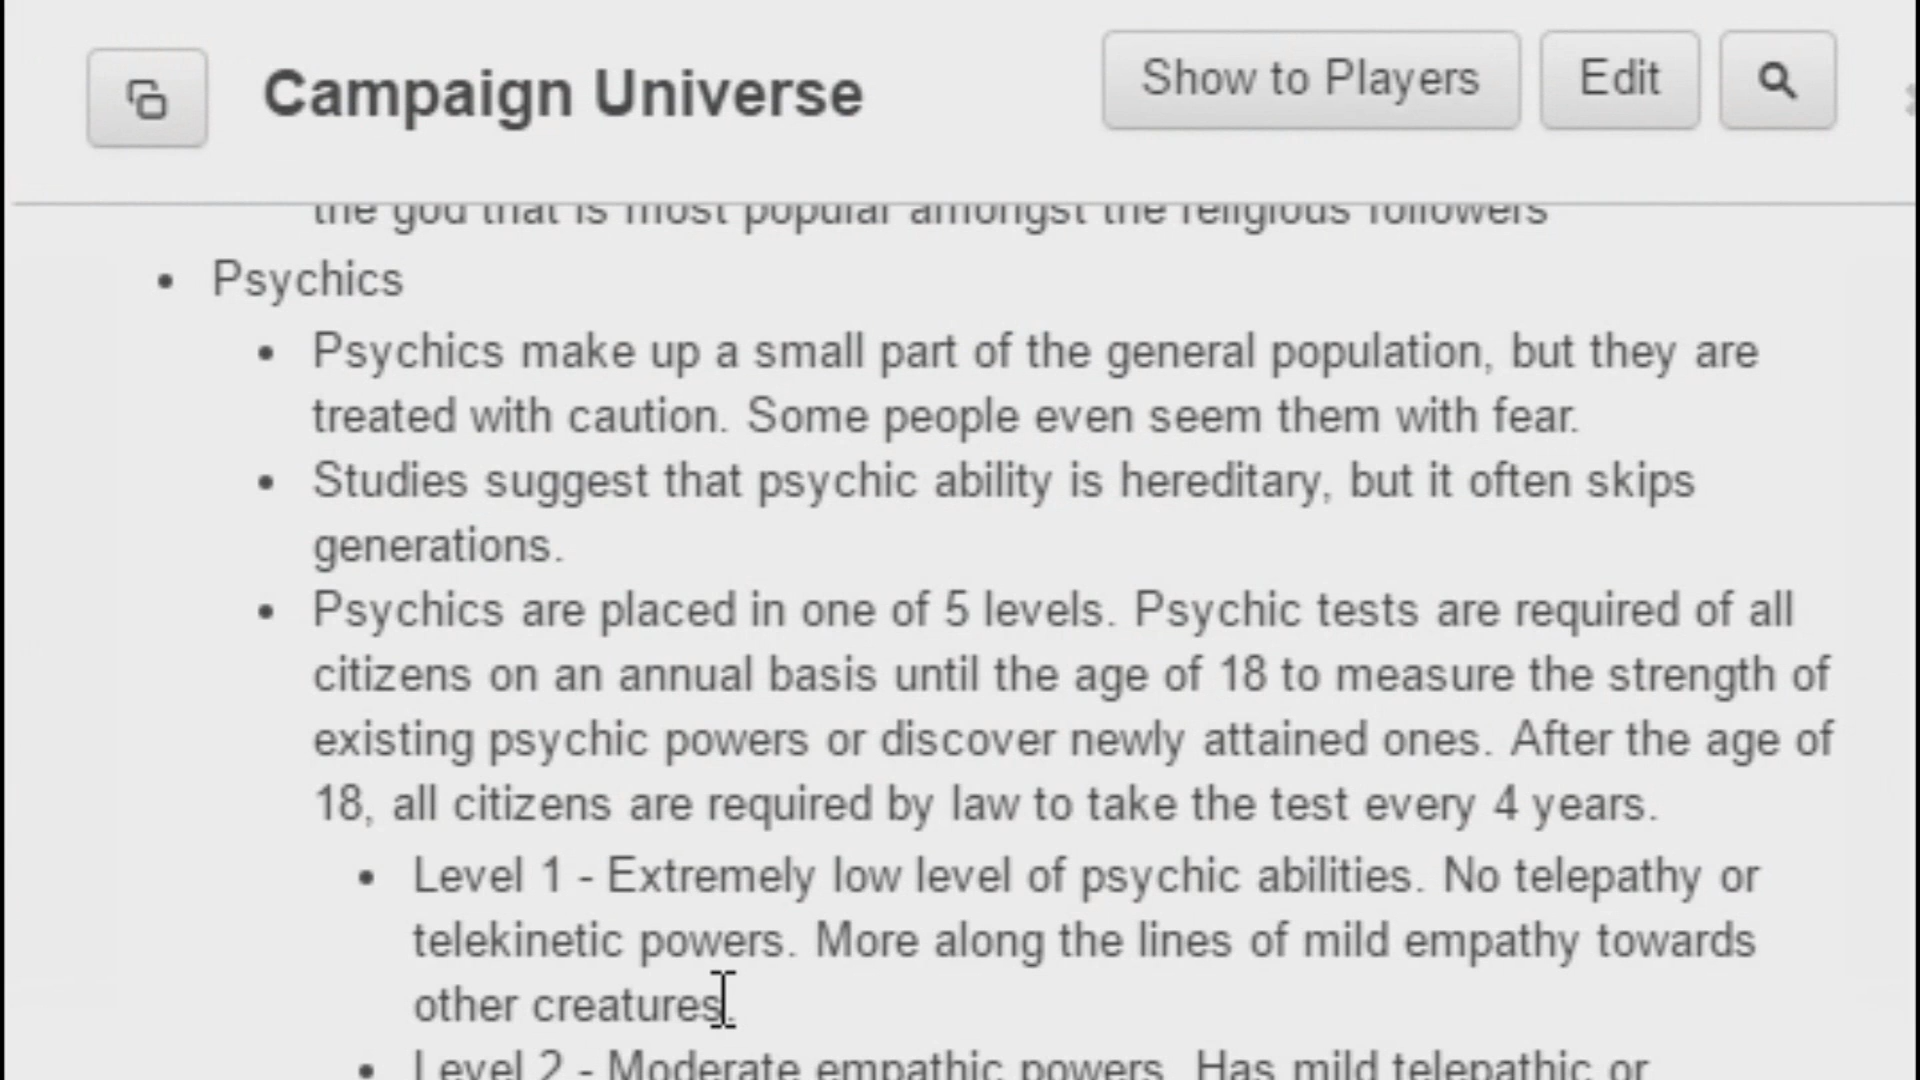 Campaign Universe
Show to Players
Edit
the god that is most popular amongst the religious followers
Psychics
Psychics make up a small part of the general population, but they are
treated with caution. Some people even seem them with fear.
Studies suggest that psychic ability is hereditary, but it often skips
generations.
Psychics are placed in one of 5 levels. Psychic tests are required of all
citizens on an annual basis until the age of 18 to measure the strength of
existing psychic powers or discover newly attained ones. After the age of
18, all citizens are required by law to take the test every 4 years.
Level 1 - Extremely low level of psychic abilities. No telepathy or
telekinetic powers. More along the lines of mild empathy towards
other creatures.
Level 2 - Moderate empathic powers. Has mild telepathic or